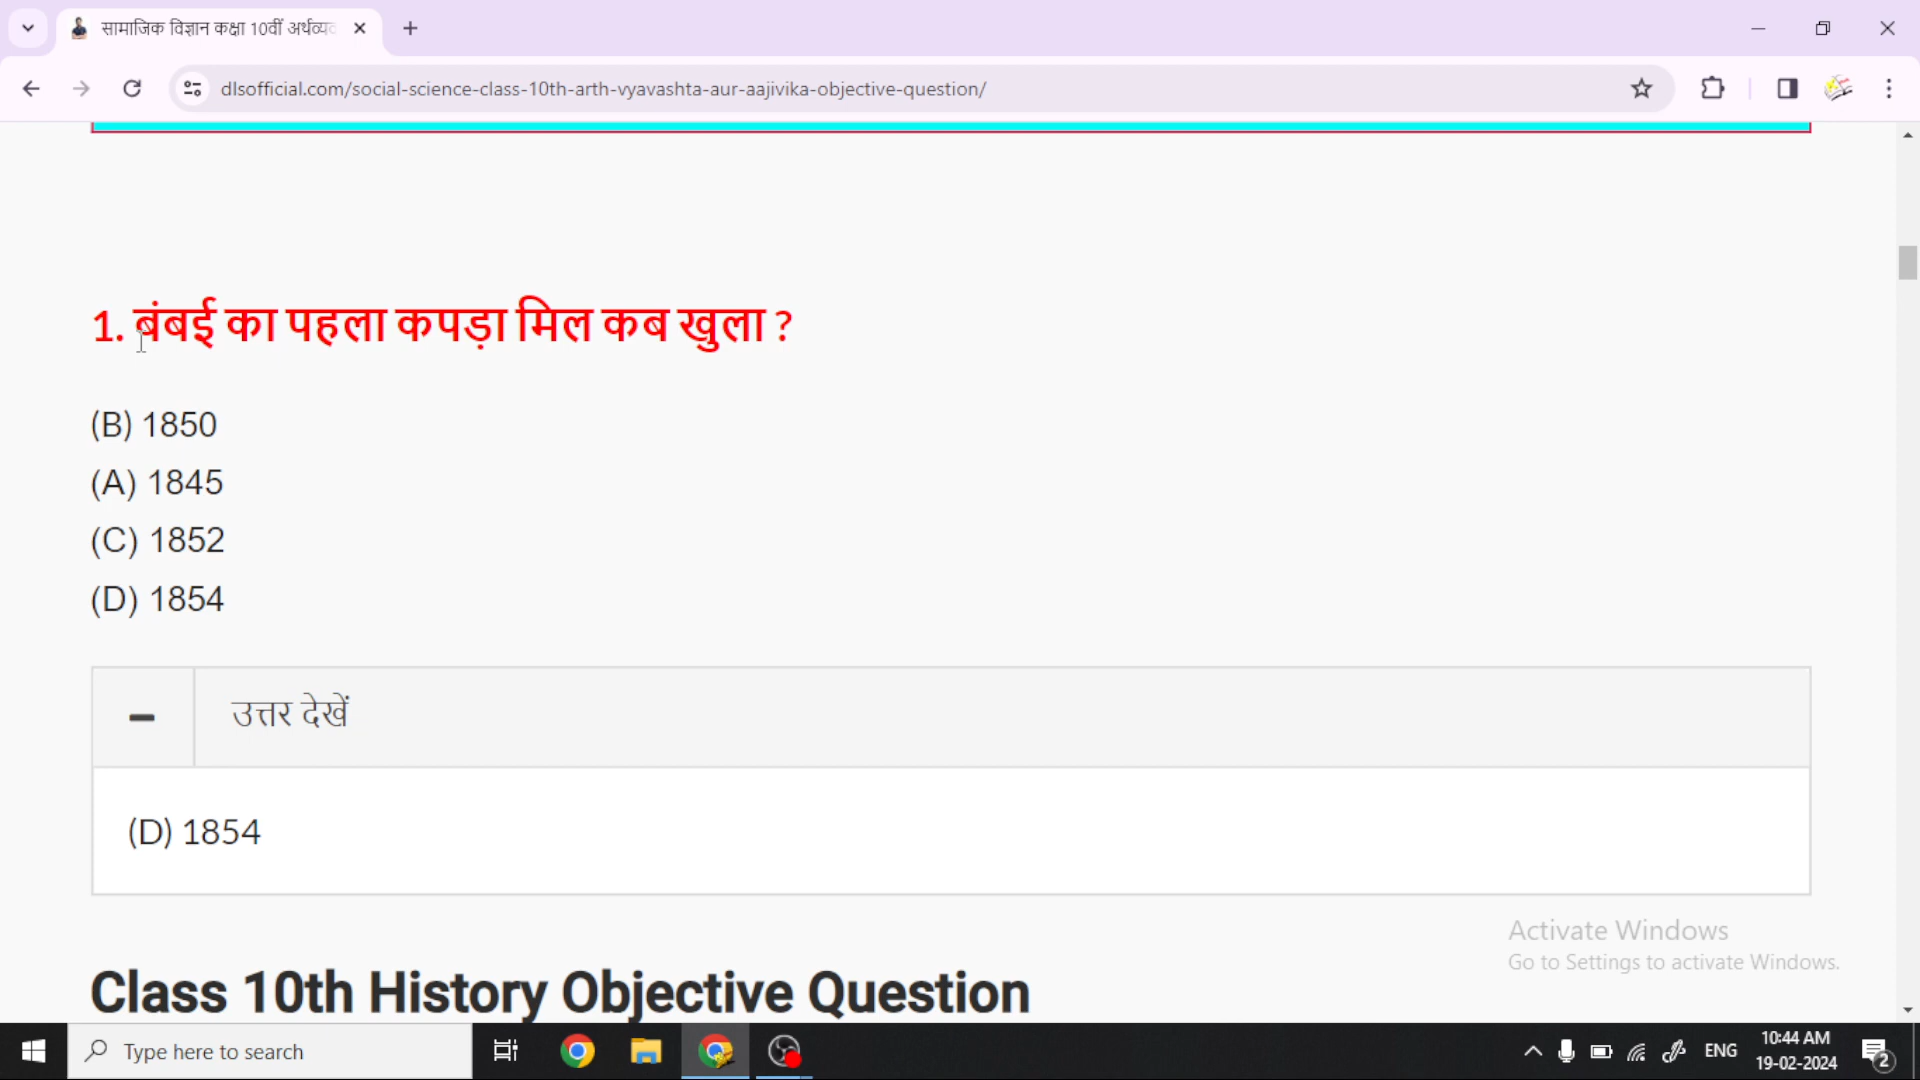 सामाजिक विज्ञान कक्षा 10वीं
dlsofficial.com/social-science-class-10th-arth-vyavashta-aur-aajivika-objective-question/
1. बंबई का पहला कपड़ा मिल कब खुला ?
(B) 1850
(A) 1845
(C) 1852
(D) 1854
उत्तर देखें
(D) 1854
Activate Windows
Go to Settings to activate Windows.
Class 10th History Objective Question
Type here to search
ENG
10:44 AM
19-02-2024
2